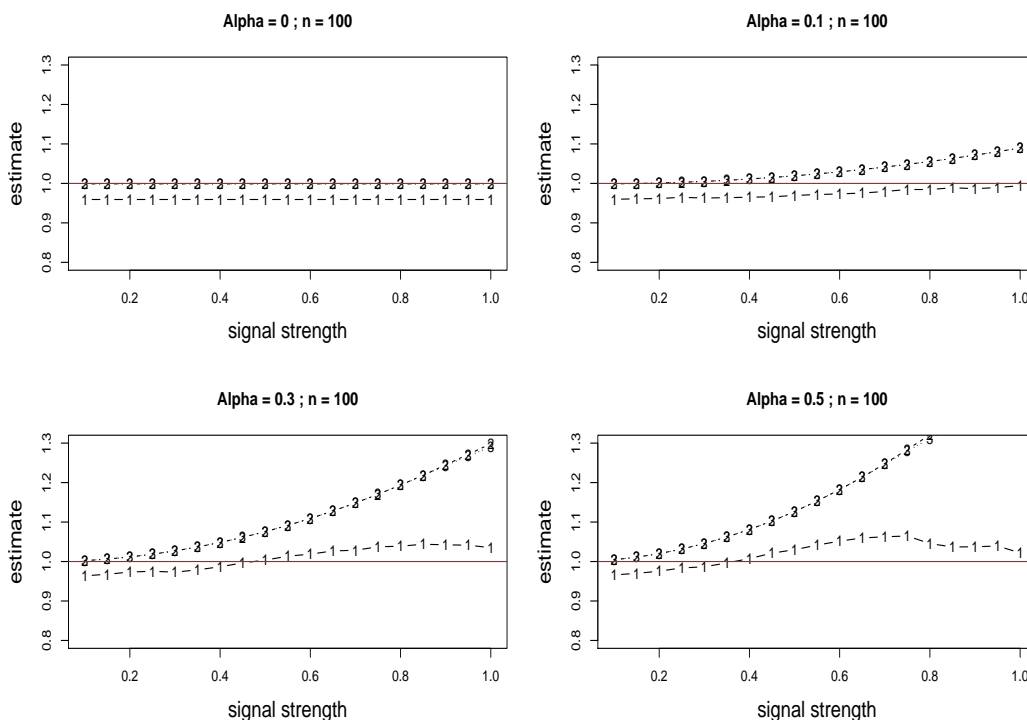 Alpha = 0 ; n = 100
estimate
0.8 0.9 1.0 1.1 1.2 1.3
0.2 0.4 0.6 0.8 1.0
signal strength
Alpha = 0.1 ; n = 100
estimate
0.8 0.9 1.0 1.1 1.2 1.3
0.2 0.4 0.6 0.8 1.0
signal strength
Alpha = 0.3 ; n = 100
estimate
0.8 0.9 1.0 1.1 1.2 1.3
0.2 0.4 0.6 0.8 1.0
signal strength
Alpha = 0.5 ; n = 100
estimate
0.8 0.9 1.0 1.1 1.2 1.3
0.2 0.4 0.6 0.8 1.0
signal strength